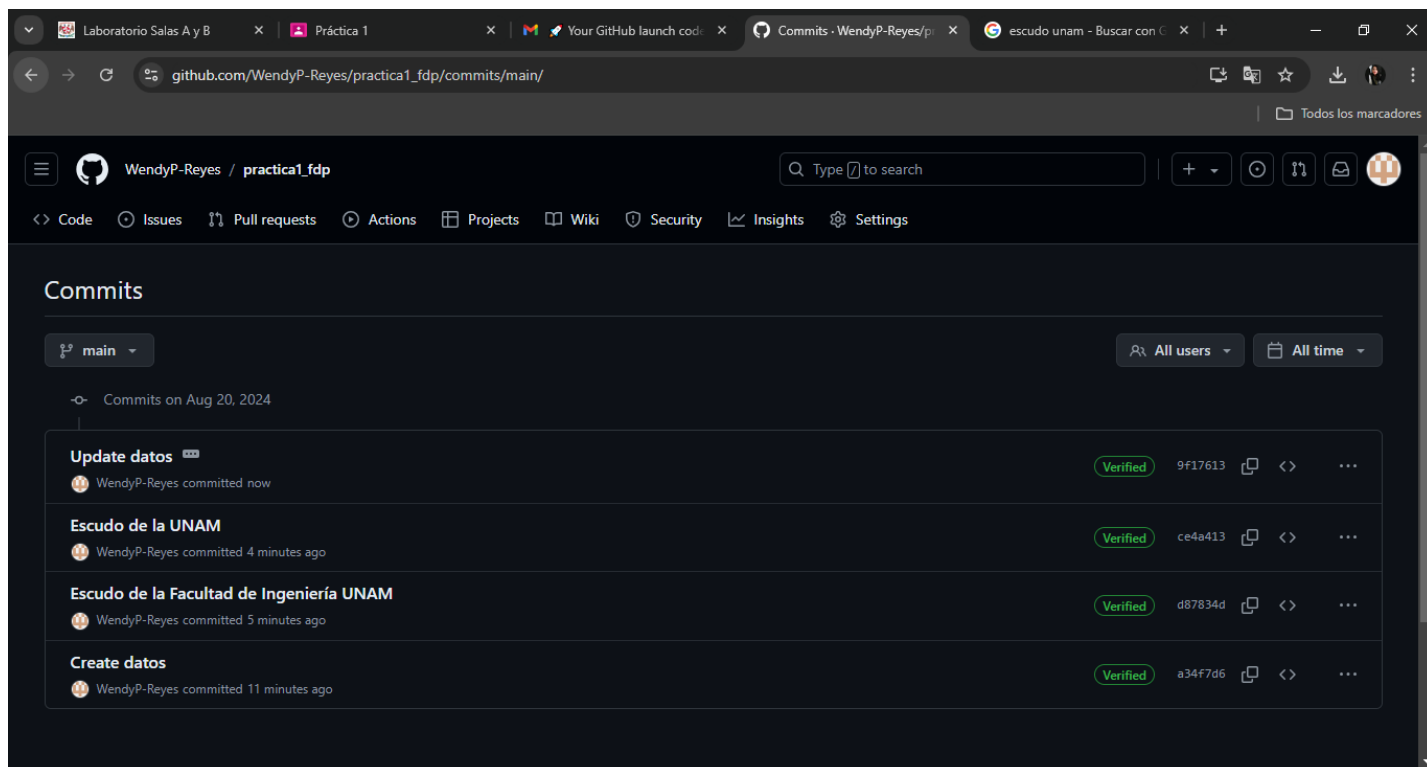 Laboratorio Salas A y B
Práctica 1
Your GitHub launch code
Commits · WendyP-Reyes/pr
escudo unam - Buscar con G
github.com/WendyP-Reyes/practica1_fdp/commits/main/
Todos los marcadores
WendyP-Reyes / practica1_fdp
Type / to search
Code Issues Pull requests Actions Projects Wiki Security Insights Settings
Commits
main
All users
All time
Commits on Aug 20, 2024
Update datos
Verified 9f17613
WendyP-Reyes committed now
Escudo de la UNAM
Verified ce4a413
WendyP-Reyes committed 4 minutes ago
Escudo de la Facultad de Ingeniería UNAM
Verified d87834d
WendyP-Reyes committed 5 minutes ago
Create datos
Verified a34f7d6
WendyP-Reyes committed 11 minutes ago